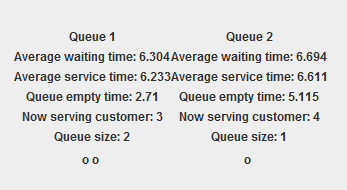 Queue 1 Queue 2
Average waiting time: 6.304 Average waiting time: 6.694
Average service time: 6.233 Average service time: 6.611
Queue empty time: 2.71 Queue empty time: 5.115
Now serving customer: 3 Now serving customer: 4
Queue size: 2 Queue size: 1
o o o